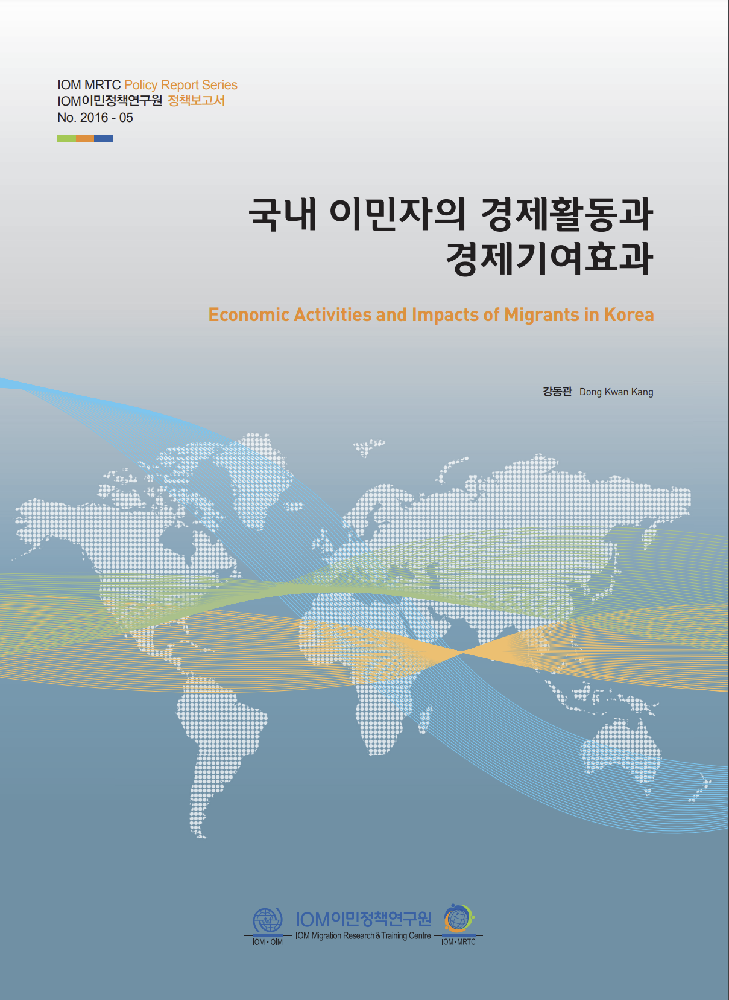 IOM MRTC Policy Report Series
IOM이민정책연구원 정책보고서
No. 2016 - 05
국내 이민자의 경제활동과
경제기여효과
Economic Activities and Impacts of Migrants in Korea
강동관 Dong Kwan Kang
IOM이민정책연구원
IOM Migration Research & Training Centre
IOM • OIM
IOM•MRTC